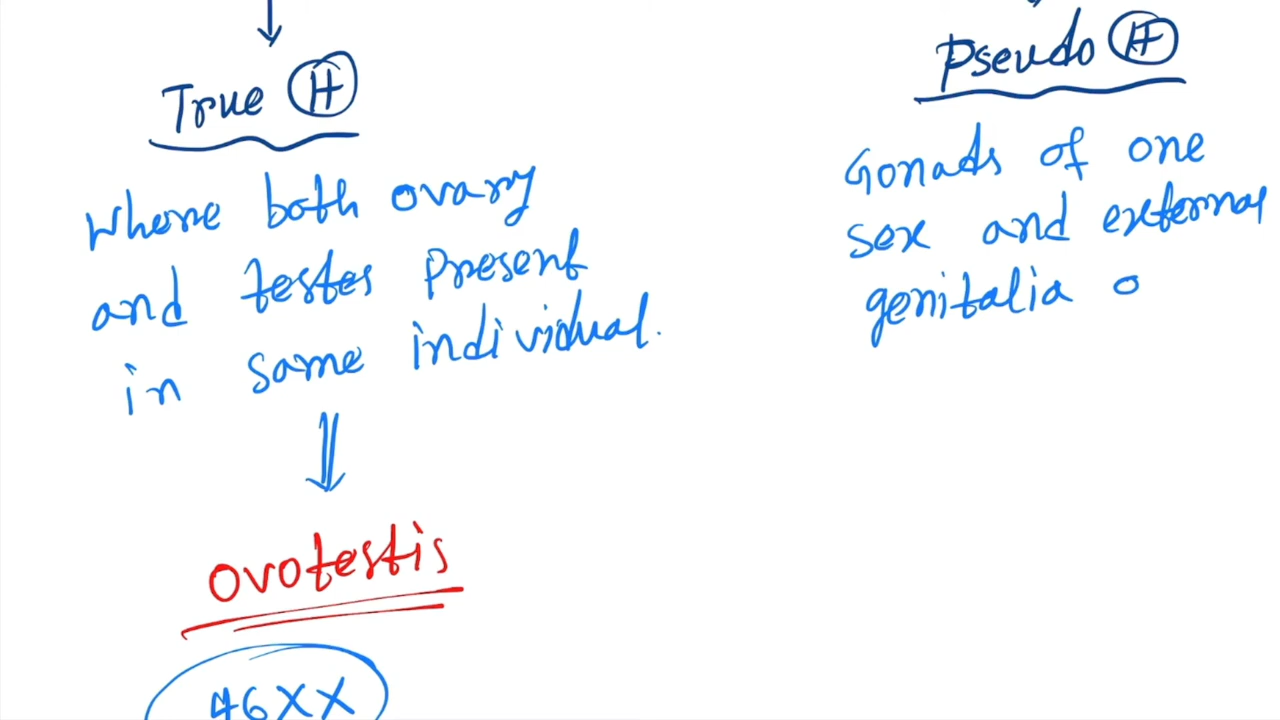 True H
Where both ovary
and testes Present
in same individual.
ovotestis
46XX
Pseudo H
Gonads of one
sex and external
genitalia o